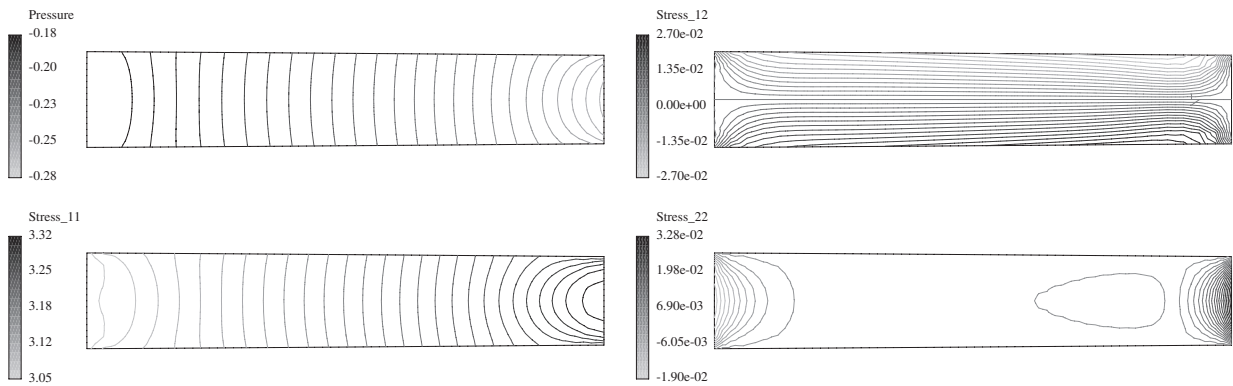 Pressure
-0.18
-0.20
-0.23
-0.25
-0.28
Stress_12
2.70e-02
1.35e-02
0.00e+00
-1.35e-02
-2.70e-02
Stress_11
3.32
3.25
3.18
3.12
3.05
Stress_22
3.28e-02
1.98e-02
6.90e-03
-6.05e-03
-1.90e-02